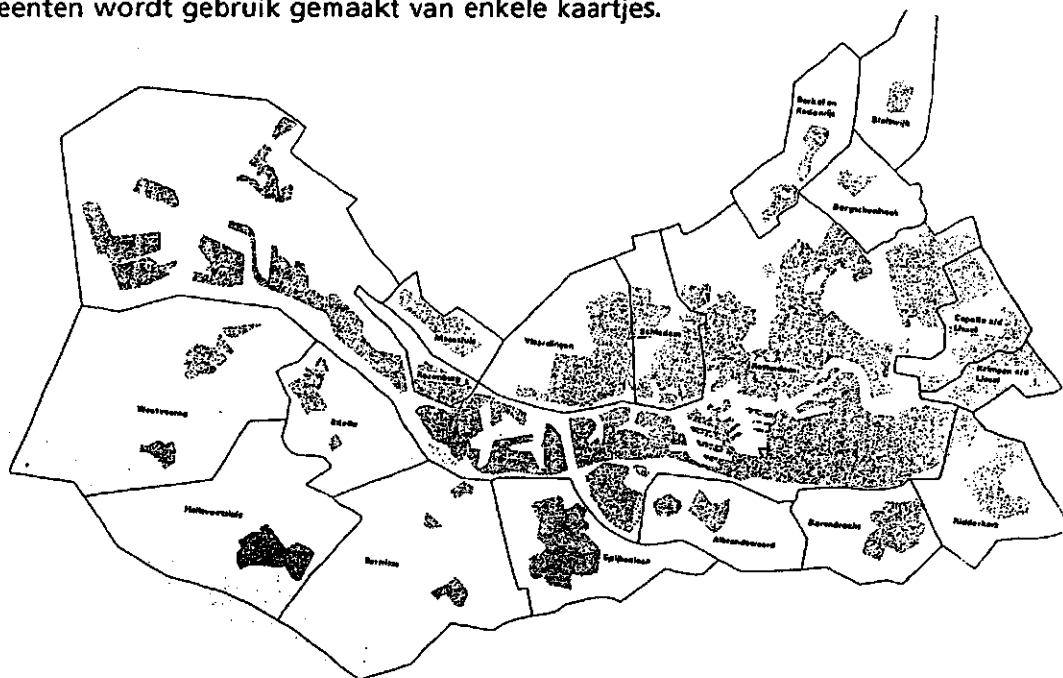 eenten wordt gebruik gemaakt van enkele kaartjes.
Berkel en
Rodenrijs
Bleiswijk
Bergschenhoek
Capelle a/d
IJssel
Krimpen a/d
IJssel
Maassluis
Vlaardingen
Schiedam
Rotterdam
Rozenburg
Westvoorne
Brielle
Hellevoetsluis
Bernisse
Spijkenisse
Albrandswaard
Barendrecht
Ridderkerk